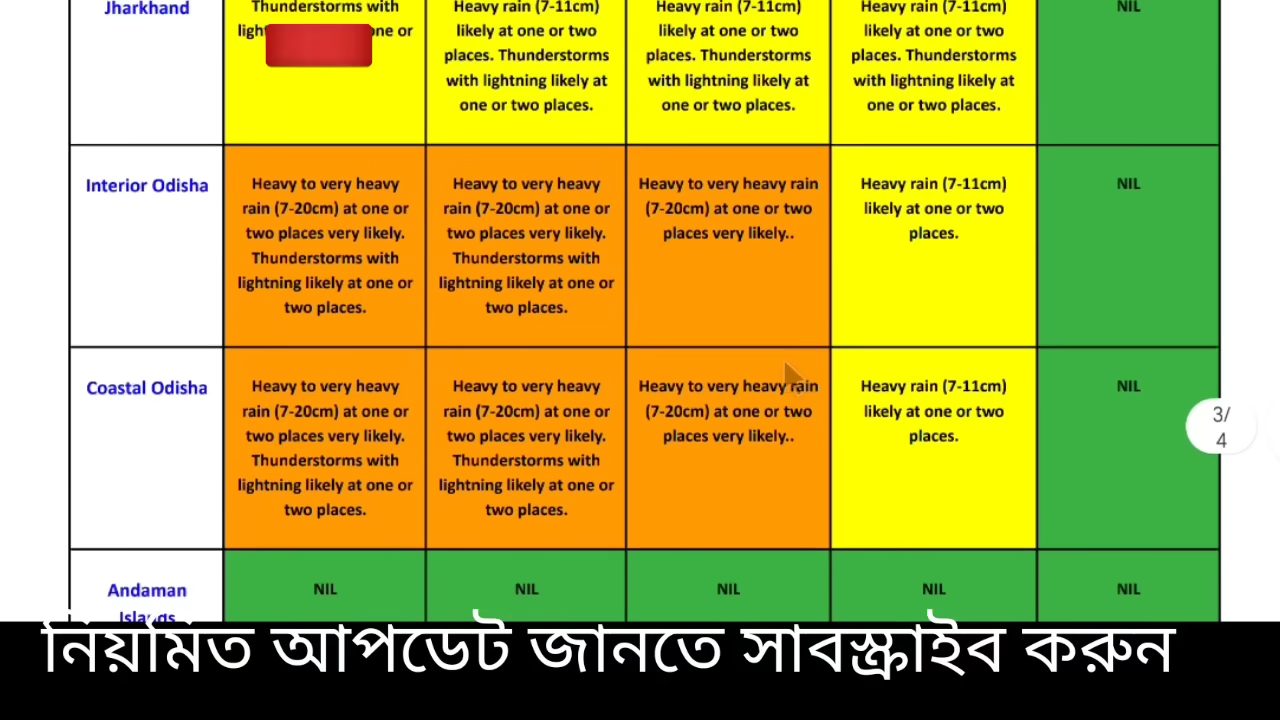 Jharkhand
Thunderstorms with
one or
Heavy rain (7-11cm)
likely at one or two
places. Thunderstorms
with lightning likely at
one or two places.
Heavy rain (7-11cm)
likely at one or two
places. Thunderstorms
with lightning likely at
one or two places.
Heavy rain (7-11cm)
likely at one or two
places. Thunderstorms
with lightning likely at
one or two places.
NIL
Interior Odisha
Heavy to very heavy
rain (7-20cm) at one or
two places very likely.
Thunderstorms with
lightning likely at one or
two places.
Heavy to very heavy
rain (7-20cm) at one or
two places very likely.
Thunderstorms with
lightning likely at one or
two places.
Heavy to very heavy rain
(7-20cm) at one or two
places very likely..
Heavy rain (7-11cm)
likely at one or two
places.
NIL
Coastal Odisha
Heavy to very heavy
rain (7-20cm) at one or
two places very likely.
Thunderstorms with
lightning likely at one or
two places.
Heavy to very heavy
rain (7-20cm) at one or
two places very likely.
Thunderstorms with
lightning likely at one or
two places.
Heavy to very heavy rain
(7-20cm) at one or two
places very likely..
Heavy rain (7-11cm)
likely at one or two
places.
NIL
3/
4
Andaman
Islands
NIL
NIL
NIL
NIL
NIL
নিয়মিত আপডেট জানতে সাবস্ক্রাইব করুন